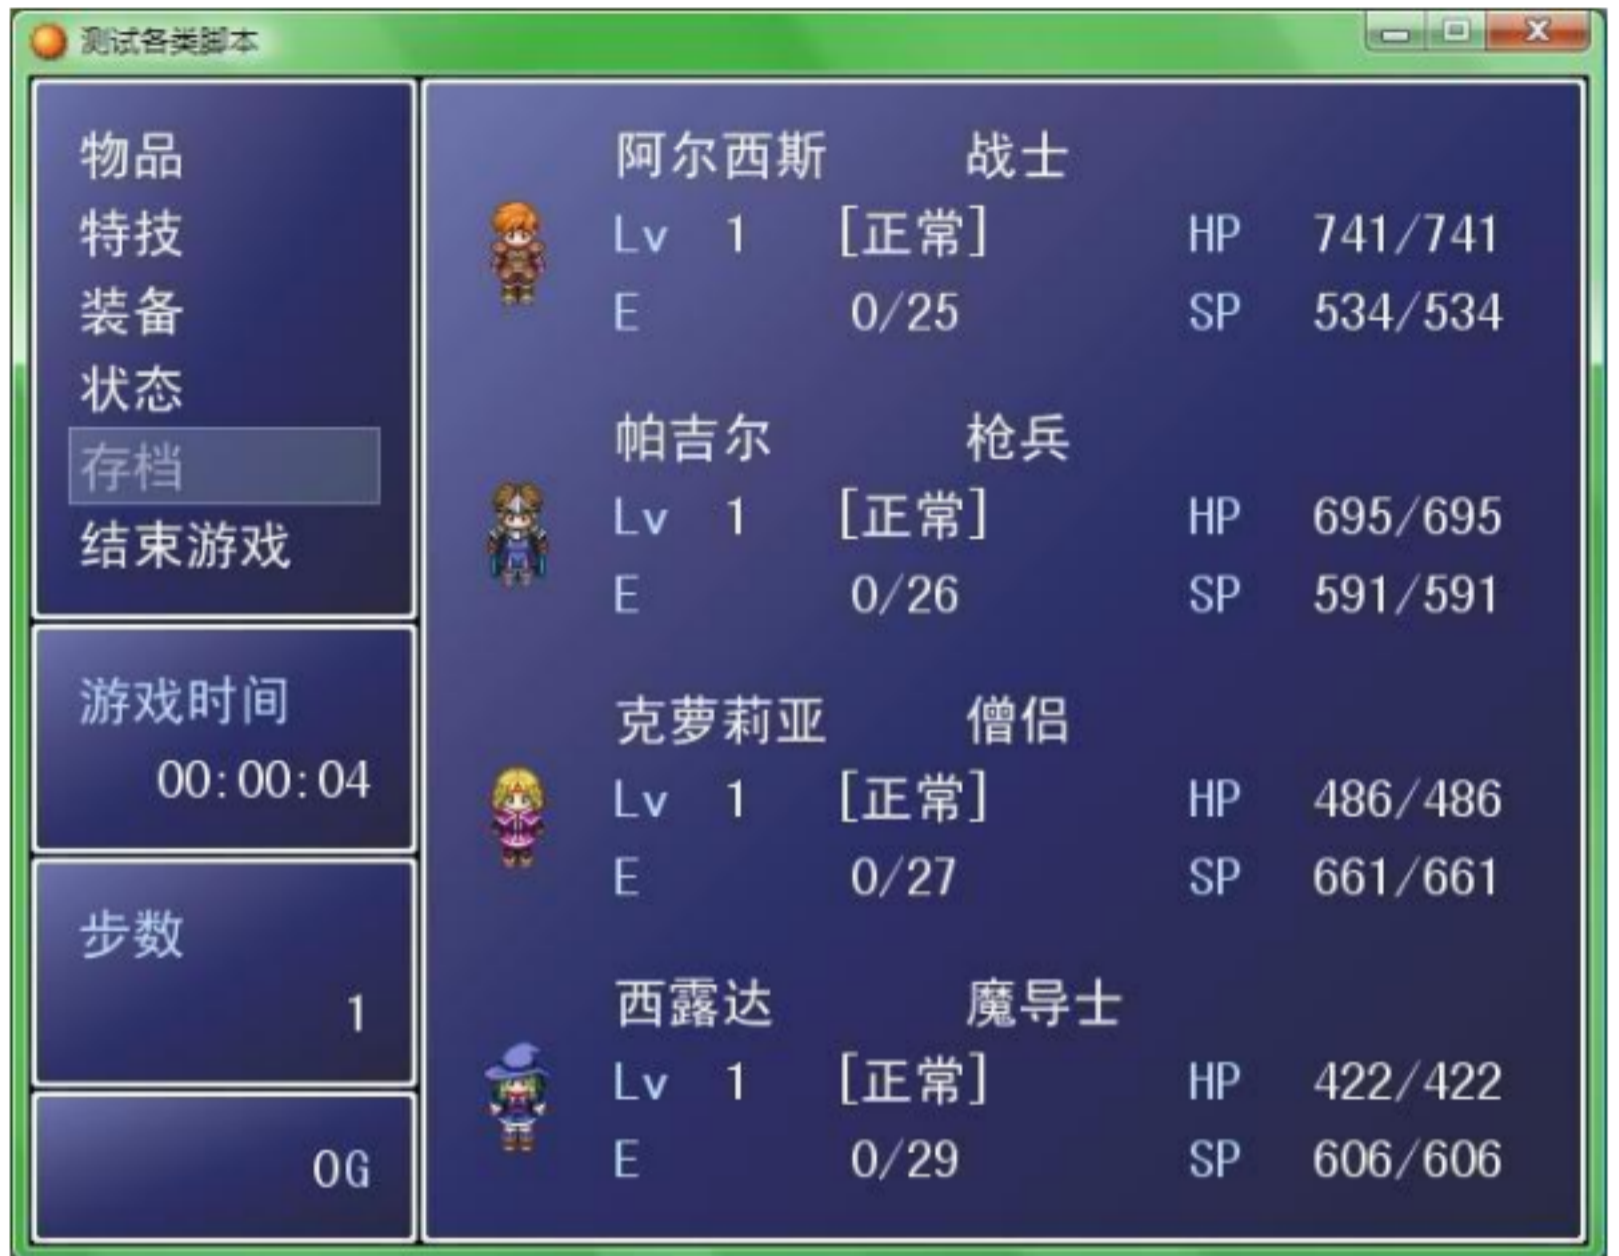 测试各类脚本
物品
特技
装备
状态
存档
结束游戏
游戏时间
00:00:04
步数
1
0G
阿尔西斯 战士
Lv 1 [正常] HP 741/741
E 0/25 SP 534/534
帕吉尔 枪兵
Lv 1 [正常] HP 695/695
E 0/26 SP 591/591
克萝莉亚 僧侣
Lv 1 [正常] HP 486/486
E 0/27 SP 661/661
西露达 魔导士
Lv 1 [正常] HP 422/422
E 0/29 SP 606/606